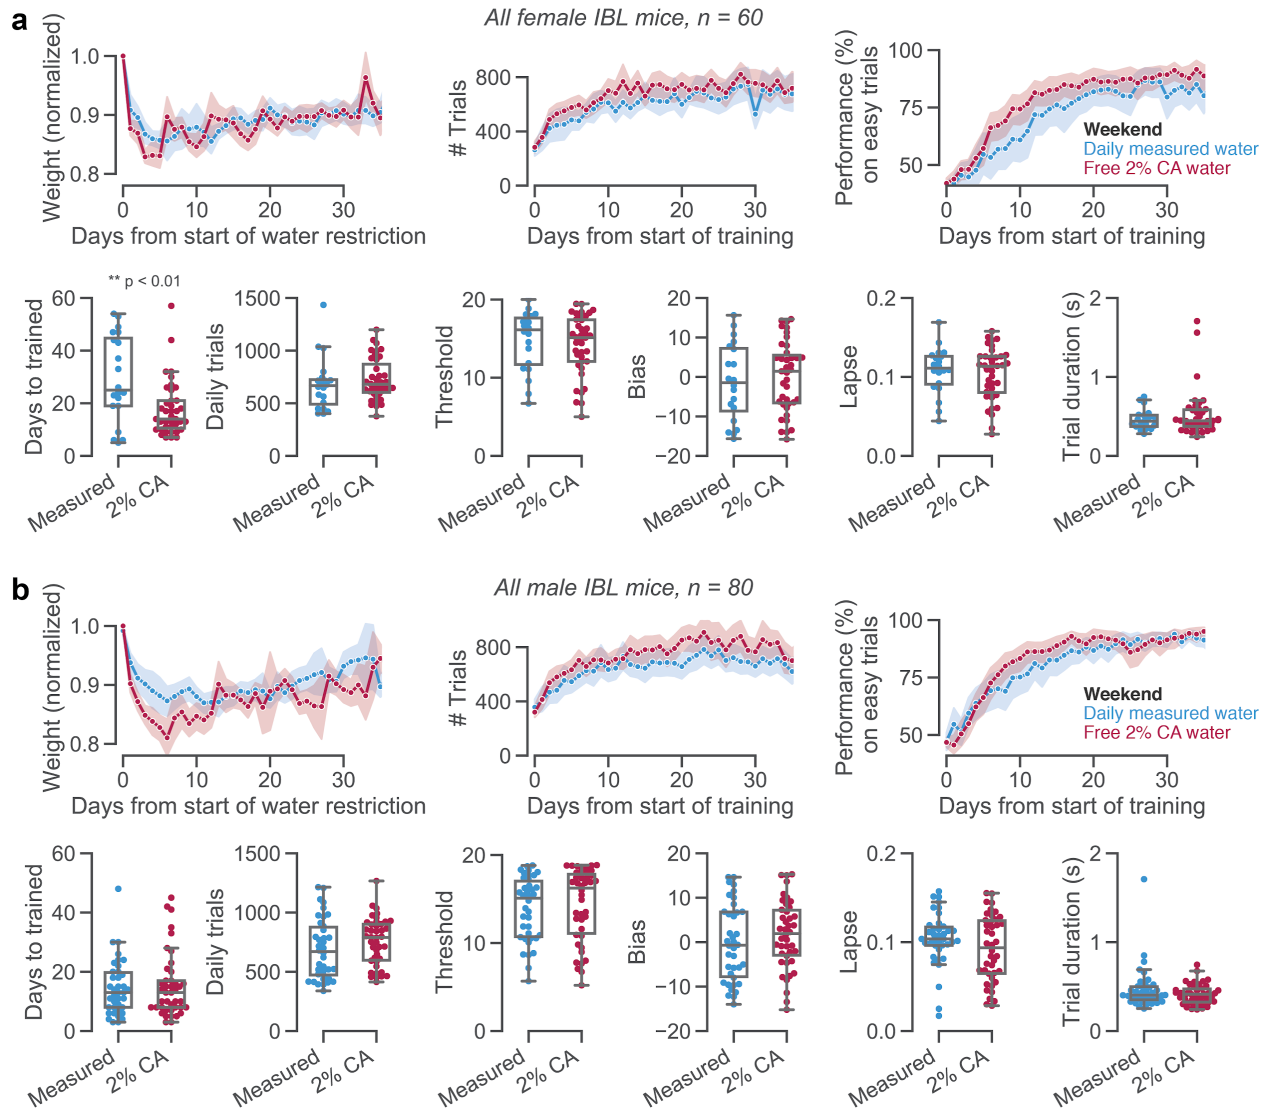 a
All female IBL mice, n = 60
Weight (normalized)
1.0
0.9
0.8
0 10 20 30
Days from start of water restriction
# Trials
800
400
0
0 10 20 30
Days from start of training
Performance (%)
on easy trials
100
75
50
Weekend
Daily measured water
Free 2% CA water
0 10 20 30
Days from start of training
** p < 0.01
Days to trained
60
40
20
0
Measured
2% CA
Daily trials
1500
1000
500
0
Measured
2% CA
Threshold
20
10
0
Measured
2% CA
Bias
20
10
0
−10
−20
Measured
2% CA
Lapse
0.2
0.1
0.0
Measured
2% CA
Trial duration (s)
2
1
0
Measured
2% CA
b
All male IBL mice, n = 80
Weight (normalized)
1.0
0.9
0.8
0 10 20 30
Days from start of water restriction
# Trials
800
400
0
0 10 20 30
Days from start of training
Performance (%)
on easy trials
100
75
50
Weekend
Daily measured water
Free 2% CA water
0 10 20 30
Days from start of training
Days to trained
60
40
20
0
Measured
2% CA
Daily trials
1500
1000
500
0
Measured
2% CA
Threshold
20
10
0
Measured
2% CA
Bias
20
10
0
−10
−20
Measured
2% CA
Lapse
0.2
0.1
0.0
Measured
2% CA
Trial duration (s)
2
1
0
Measured
2% CA